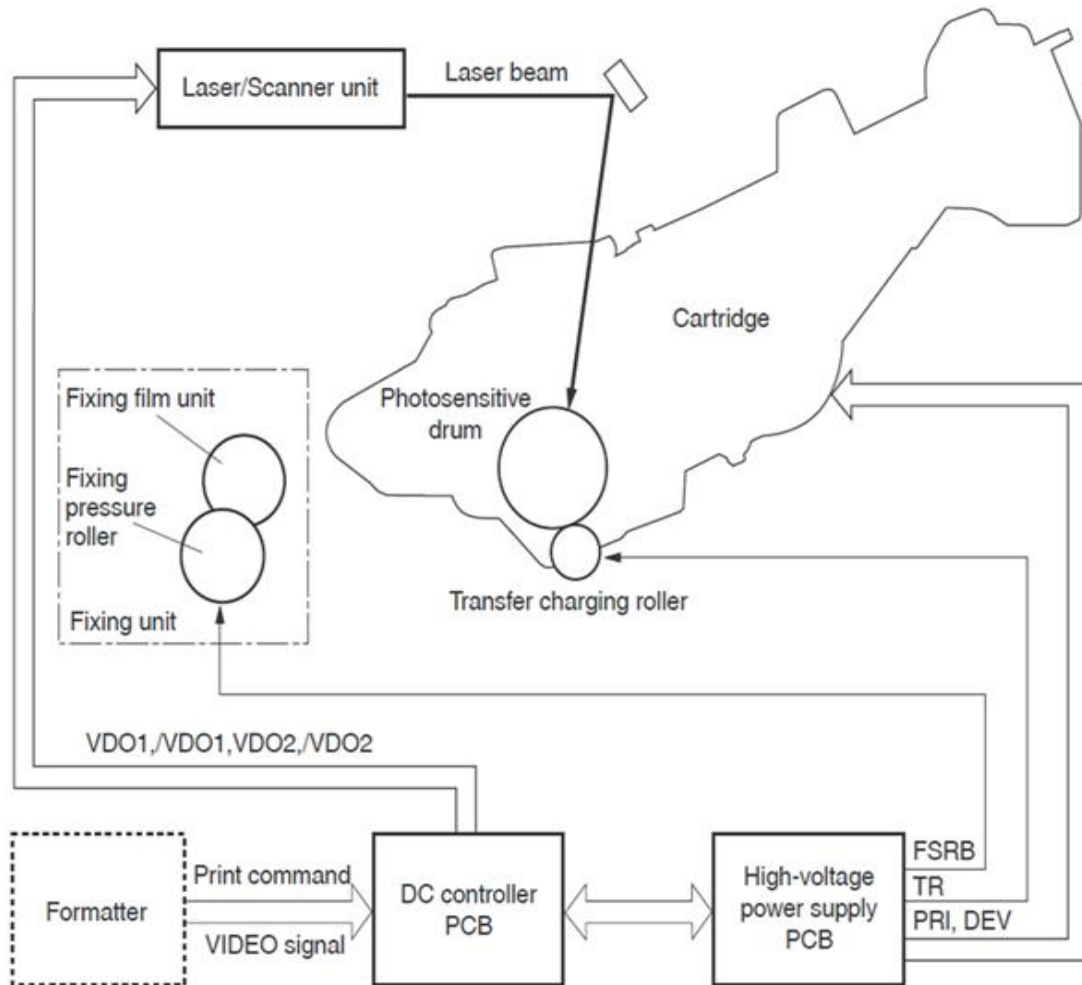 Laser/Scanner unit
Laser beam
Cartridge
Photosensitive
drum
Fixing film unit
Fixing
pressure
roller
Fixing unit
Transfer charging roller
VDO1,/VDO1,VDO2,/VDO2
Formatter
Print command
VIDEO signal
DC controller
PCB
High-voltage
power supply
PCB
FSRB
TR
PRI, DEV